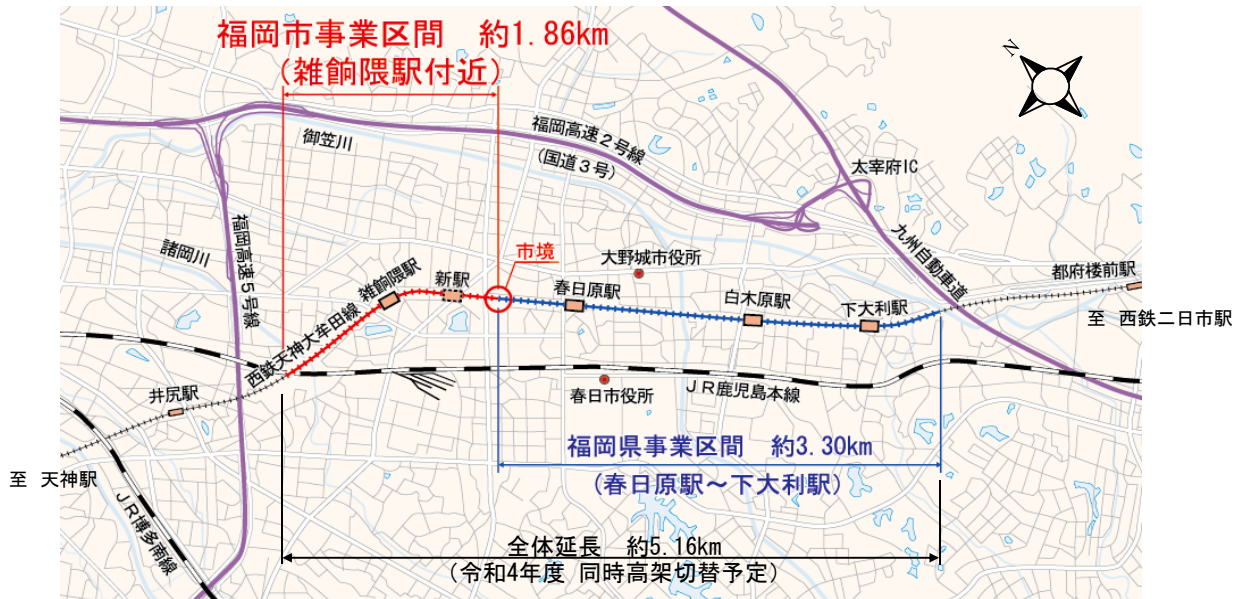 福岡市事業区間　約1.86km
(雑餉隈駅付近)
N
御笠川
福岡高速2号線
(国道3号)
太宰府IC
諸岡川
福岡高速5号線
九州自動車道
市境
大野城市役所
都府楼前駅
雑餉隈駅
新駅
春日原駅
白木原駅
下大利駅
至 西鉄二日市駅
西鉄天神大牟田線
井尻駅
春日市役所
JR鹿児島本線
福岡県事業区間　約3.30km
(春日原駅～下大利駅)
至 天神駅
JR博多南線
全体延長　約5.16km
(令和4年度 同時高架切替予定)